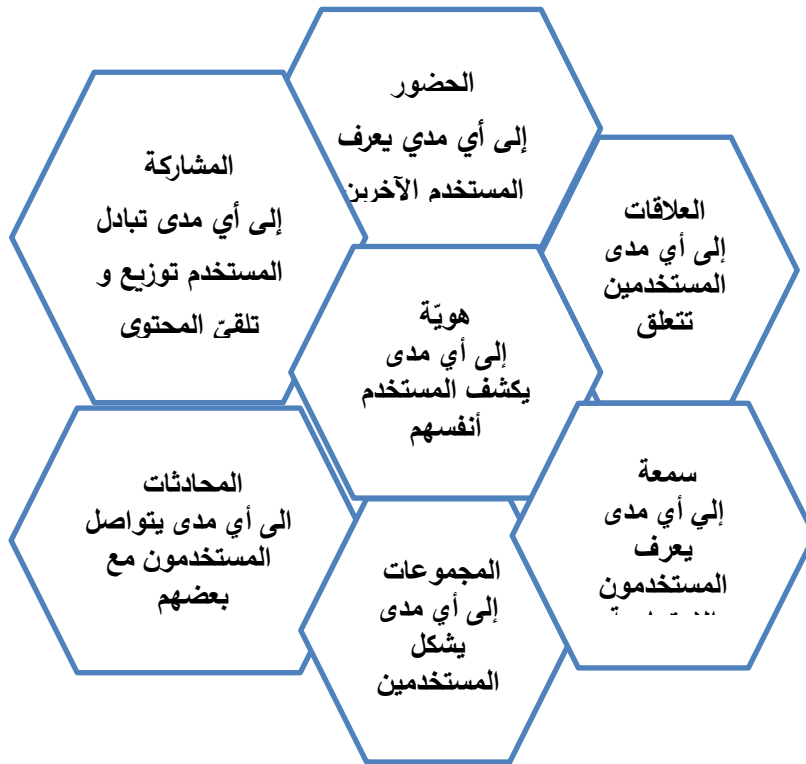 الحضور
إلى أي مدي يعرف
المستخدم الآخرين
المشاركة
إلى أي مدى تبادل
المستخدم توزيع و
تلقيّ المحتوى
العلاقات
إلى أي مدى
المستخدمين
تتعلق
هويّة
إلى أي مدى
يكشف المستخدم
أنفسهم
سمعة
إلي أي مدى
يعرف
المستخدمون
المحادثات
الى أي مدى يتواصل
المستخدمون مع
بعضهم
المجموعات
إلى أي مدى
يشكل
المستخدمين